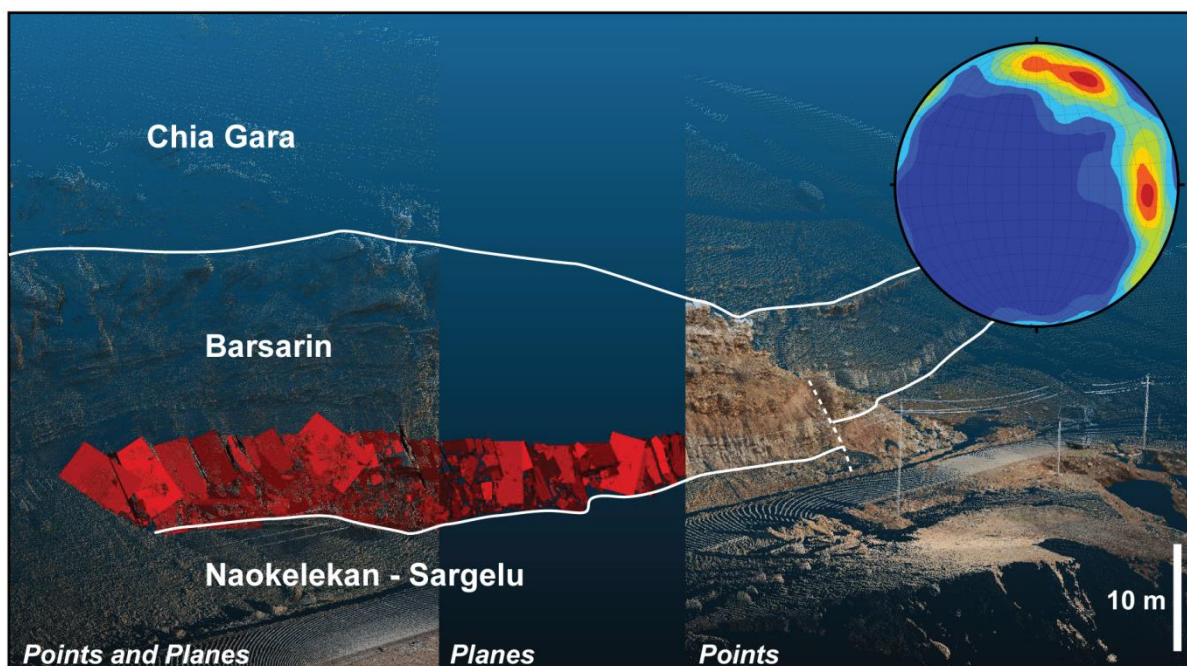 Chia Gara
Barsarin
Naokelekan - Sargelu
10 m
Points and Planes
Planes
Points